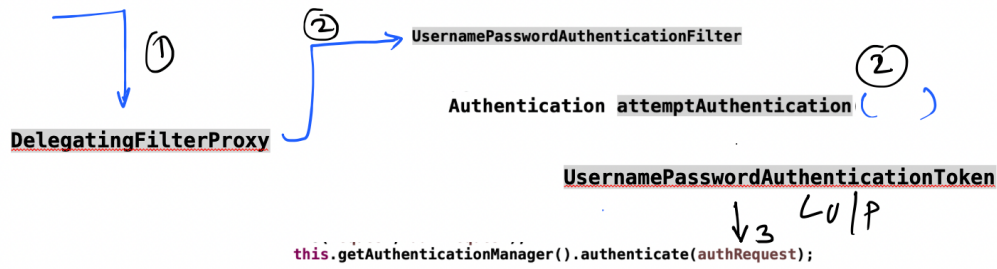 ① ②
UsernamePasswordAuthenticationFilter
②
Authentication attemptAuthentication ( )
DelegatingFilterProxy
UsernamePasswordAuthenticationToken
U/P
3
this.getAuthenticationManager().authenticate(authRequest);